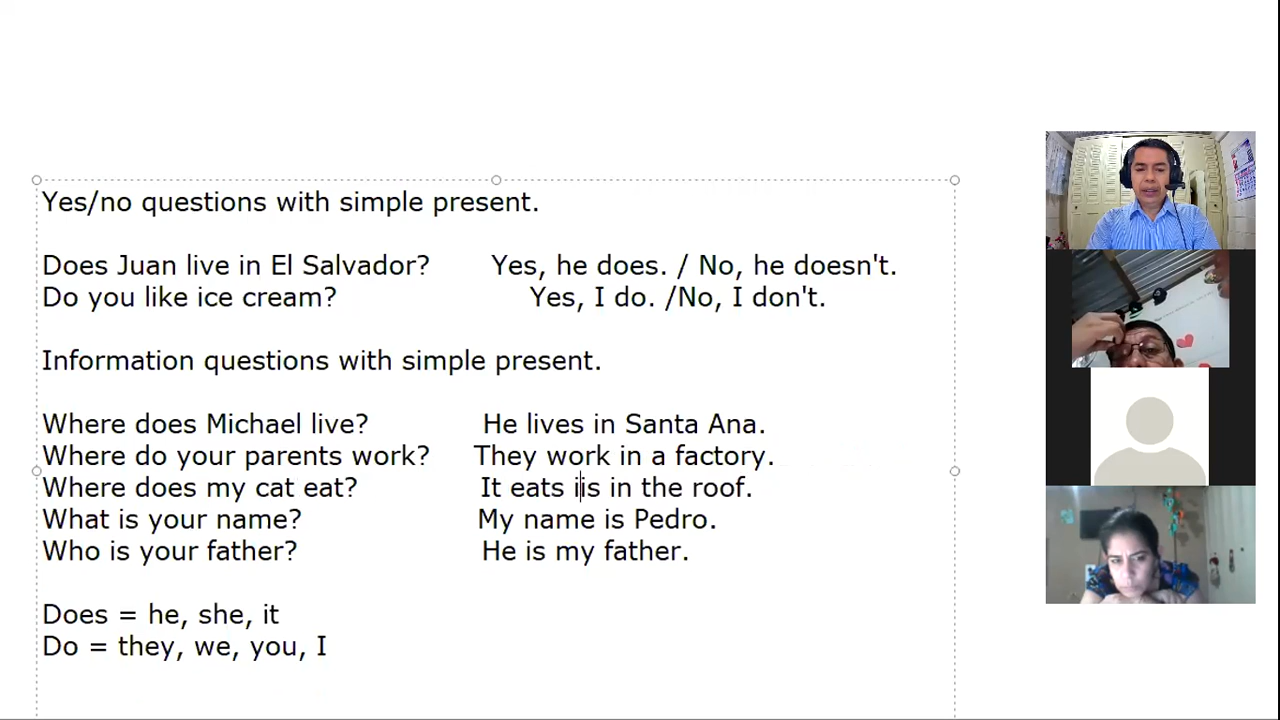 Yes/no questions with simple present.
Does Juan live in El Salvador? Yes, he does. / No, he doesn't.
Do you like ice cream? Yes, I do. /No, I don't.
Information questions with simple present.
Where does Michael live? He lives in Santa Ana.
Where do your parents work? They work in a factory.
Where does my cat eat? It eats iis in the roof.
What is your name? My name is Pedro.
Who is your father? He is my father.
Does = he, she, it
Do = they, we, you, I